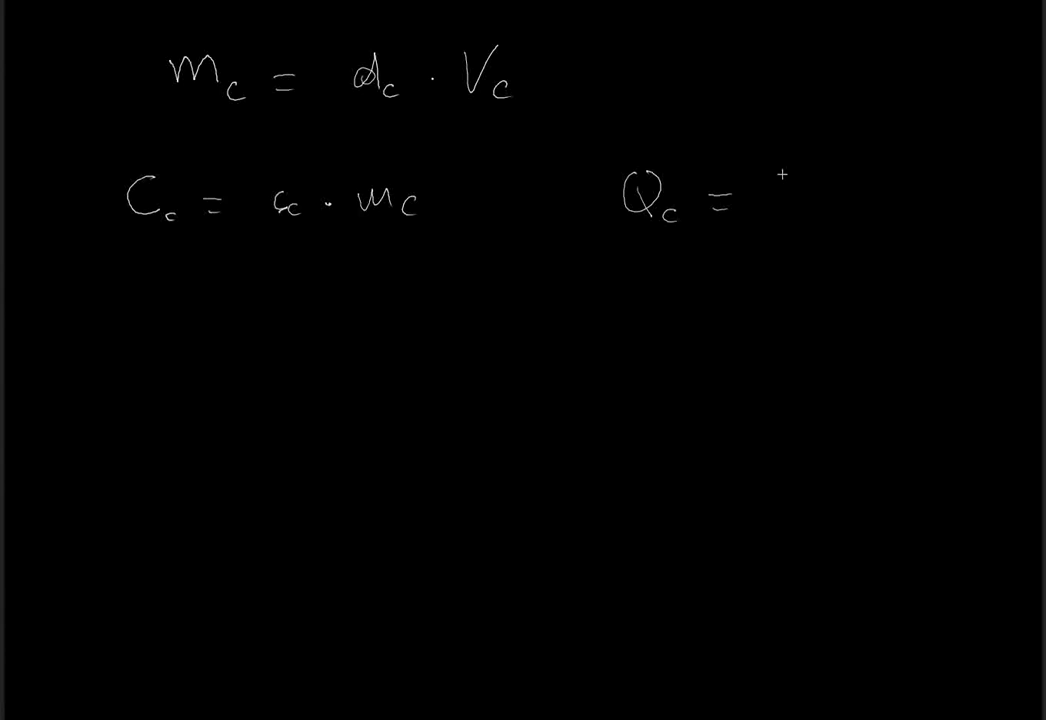 m_c = d_c · V_c
C_c = c_c · m_c Q_c =